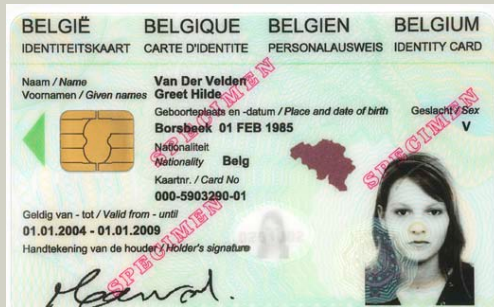 BELGIË BELGIQUE BELGIEN BELGIUM
IDENTITEITSKAART CARTE D'IDENTITE PERSONALAUSWEIS IDENTITY CARD
Naam / Name Van Der Velden
Voornamen / Given names Greet Hilde
Geboorteplaats en -datum / Place and date of birth Geslacht / Sex
Borsbeek 01 FEB 1985 V
Nationaliteit
Nationality Belg
Kaartnr. / Card No
000-5903290-01
Geldig van - tot / Valid from - until
01.01.2004 - 01.01.2009
Handtekening van de houder / Holder's signature
SPECIMEN
SPECIMEN
SPECIMEN